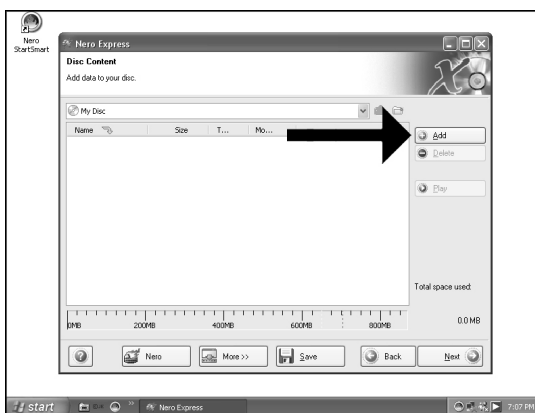 Nero
StartSmart
Nero Express
Disc Content
Add data to your disc.
My Disc
Name Size T... Mo...
Add
Delete
Play
Total space used:
0MB 200MB 400MB 600MB 800MB
0.0 MB
Nero More >> Save Back Next
start Nero Express 7:07 PM